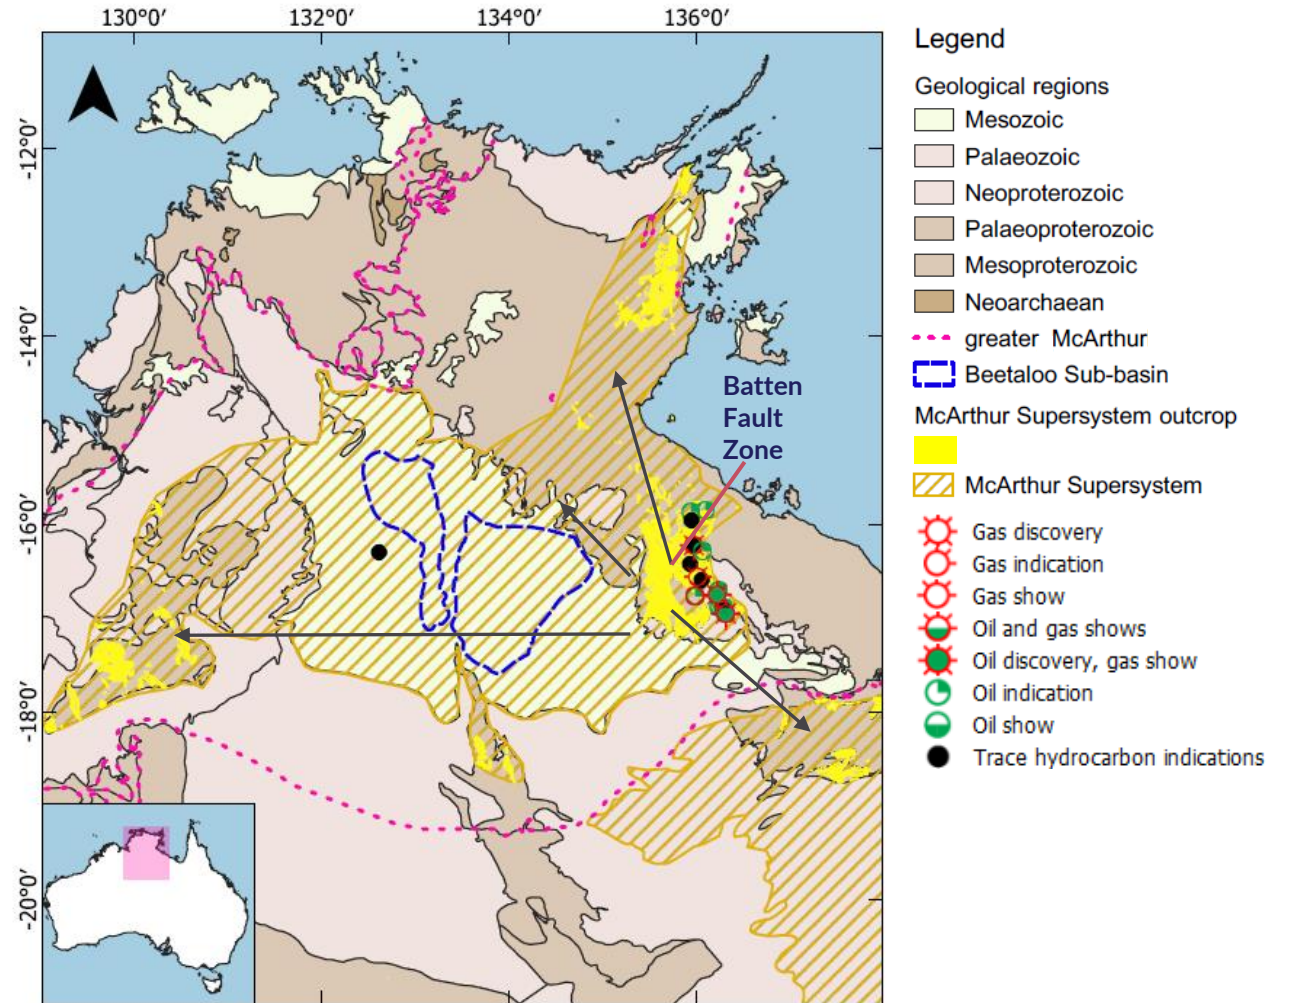 130°0′ 132°0′ 134°0′ 136°0′
-12°0′
-14°0′
-16°0′
-18°0′
-20°0′
Batten
Fault
Zone
Legend
Geological regions
Mesozoic
Palaeozoic
Neoproterozoic
Palaeoproterozoic
Mesoproterozoic
Neoarchaean
greater McArthur
Beetaloo Sub-basin
McArthur Supersystem outcrop
McArthur Supersystem
Gas discovery
Gas indication
Gas show
Oil and gas shows
Oil discovery, gas show
Oil indication
Oil show
Trace hydrocarbon indications